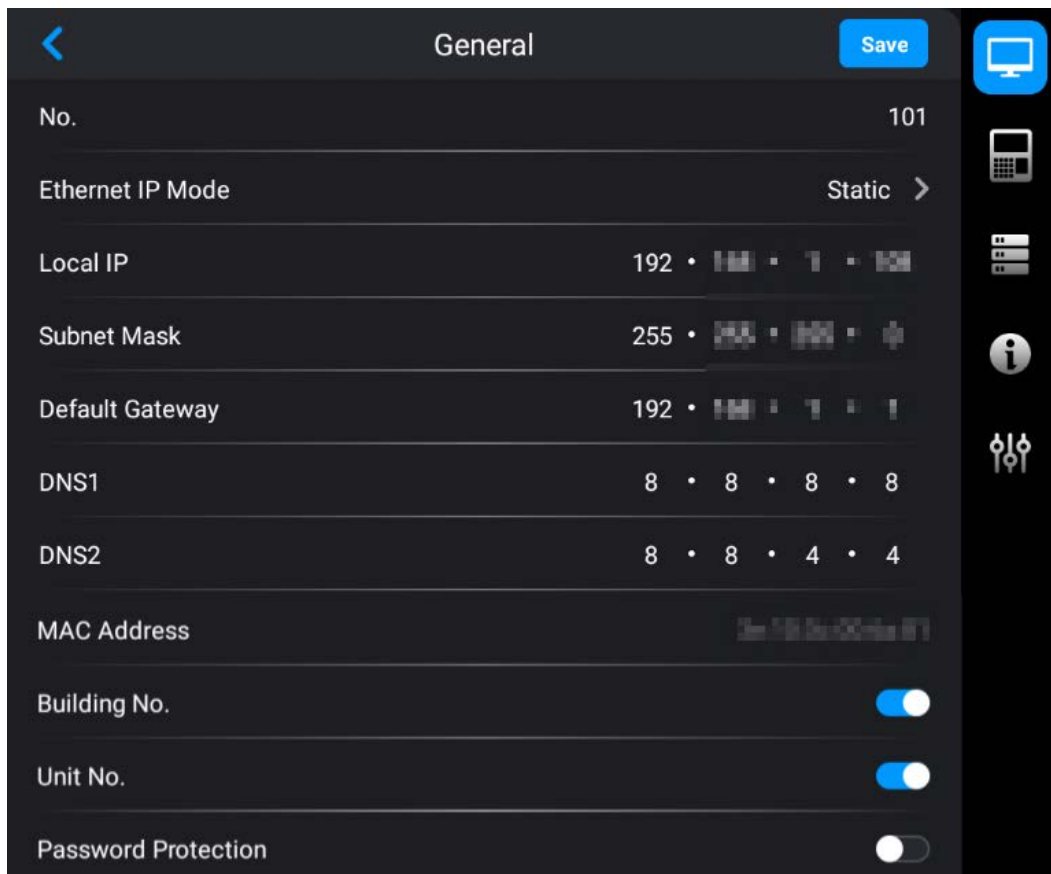 General
Save
No. 101
Ethernet IP Mode Static
Local IP 192 •
Subnet Mask 255 •
Default Gateway 192 •
DNS1 8 • 8 • 8 • 8
DNS2 8 • 8 • 4 • 4
MAC Address
Building No.
Unit No.
Password Protection